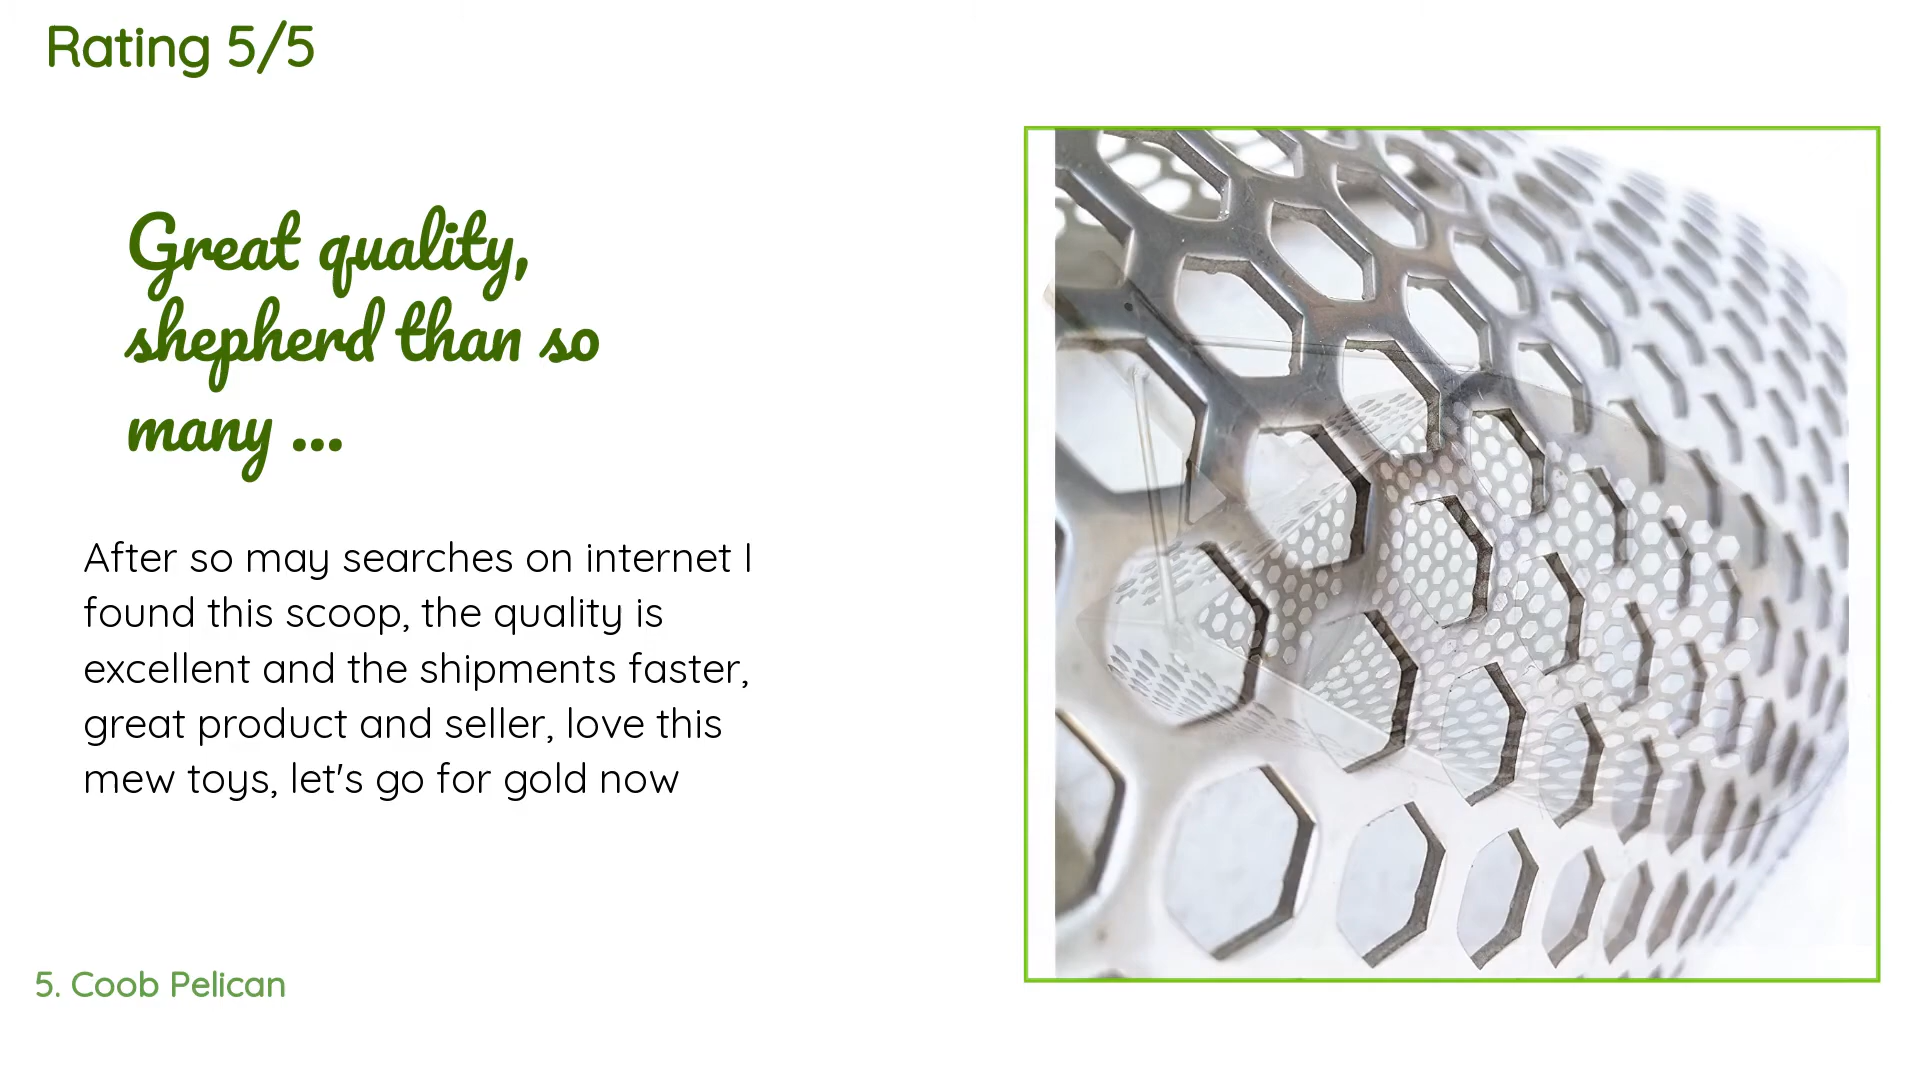 Rating 5/5
Great quality,
shepherd than so
many ...
After so may searches on internet I
found this scoop, the quality is
excellent and the shipments faster,
great product and seller, love this
mew toys, let's go for gold now
5. Coob Pelican